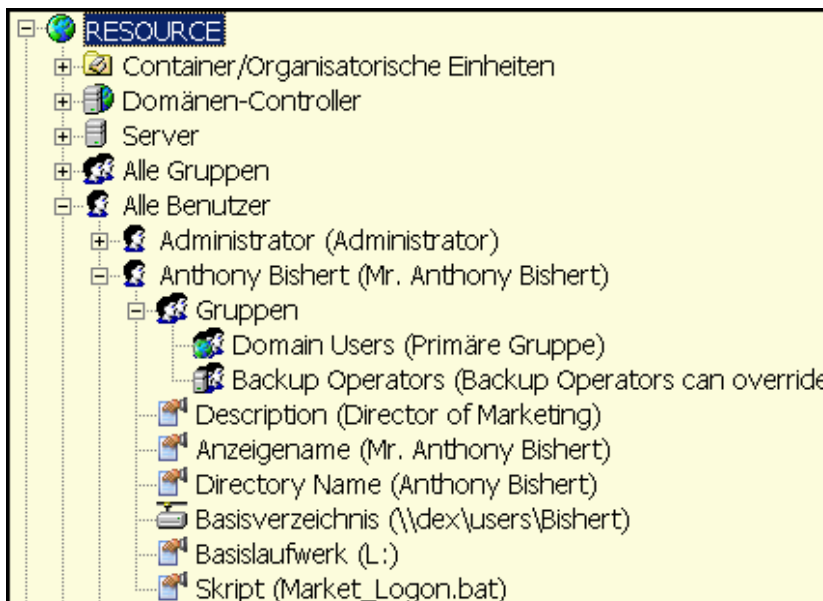 RESOURCE
Container/Organisatorische Einheiten
Domänen-Controller
Server
Alle Gruppen
Alle Benutzer
Administrator (Administrator)
Anthony Bishert (Mr. Anthony Bishert)
Gruppen
Domain Users (Primäre Gruppe)
Backup Operators (Backup Operators can override
Description (Director of Marketing)
Anzeigename (Mr. Anthony Bishert)
Directory Name (Anthony Bishert)
Basisverzeichnis (\\dex\users\Bishert)
Basislaufwerk (L:)
Skript (Market_Logon.bat)